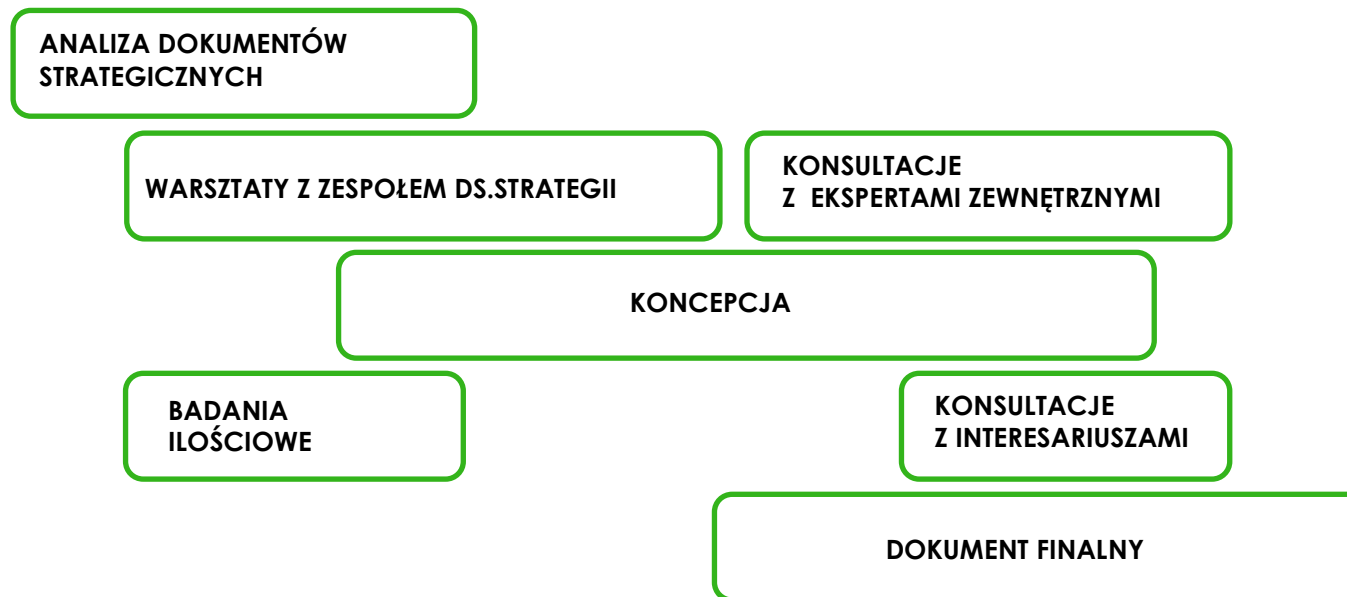 ANALIZA DOKUMENTÓW
STRATEGICZNYCH
WARSZTATY Z ZESPOŁEM DS.STRATEGII
KONSULTACJE
Z  EKSPERTAMI ZEWNĘTRZNYMI
KONCEPCJA
BADANIA
ILOŚCIOWE
KONSULTACJE
Z INTERESARIUSZAMI
DOKUMENT FINALNY